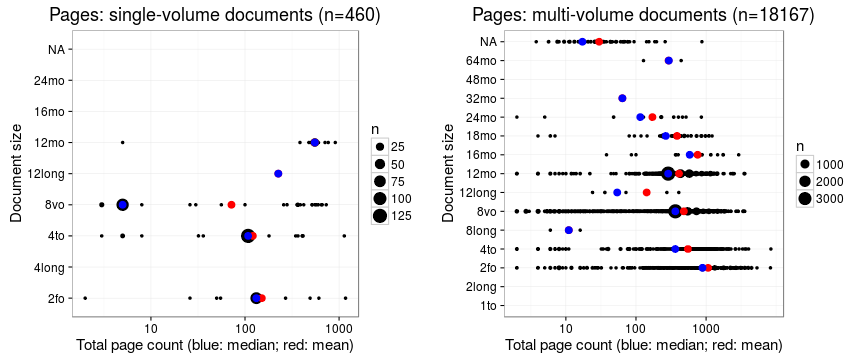 Pages: single-volume documents (n=460)
Document size
NA
24mo
16mo
12mo
12long
8vo
4to
4long
2fo
10
100
1000
Total page count (blue: median; red: mean)
n
25
50
75
100
125
Pages: multi-volume documents (n=18167)
Document size
NA
64mo
48mo
32mo
24mo
18mo
16mo
12mo
12long
8vo
8long
4to
2fo
2long
1to
10
100
1000
Total page count (blue: median; red: mean)
n
1000
2000
3000